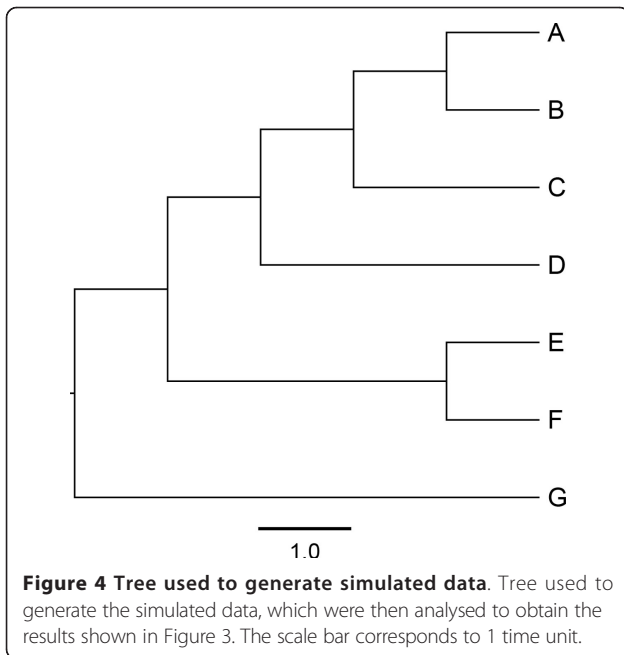 A
B
C
D
E
F
G
1.0
Figure 4 Tree used to generate simulated data. Tree used to
generate the simulated data, which were then analysed to obtain the
results shown in Figure 3. The scale bar corresponds to 1 time unit.